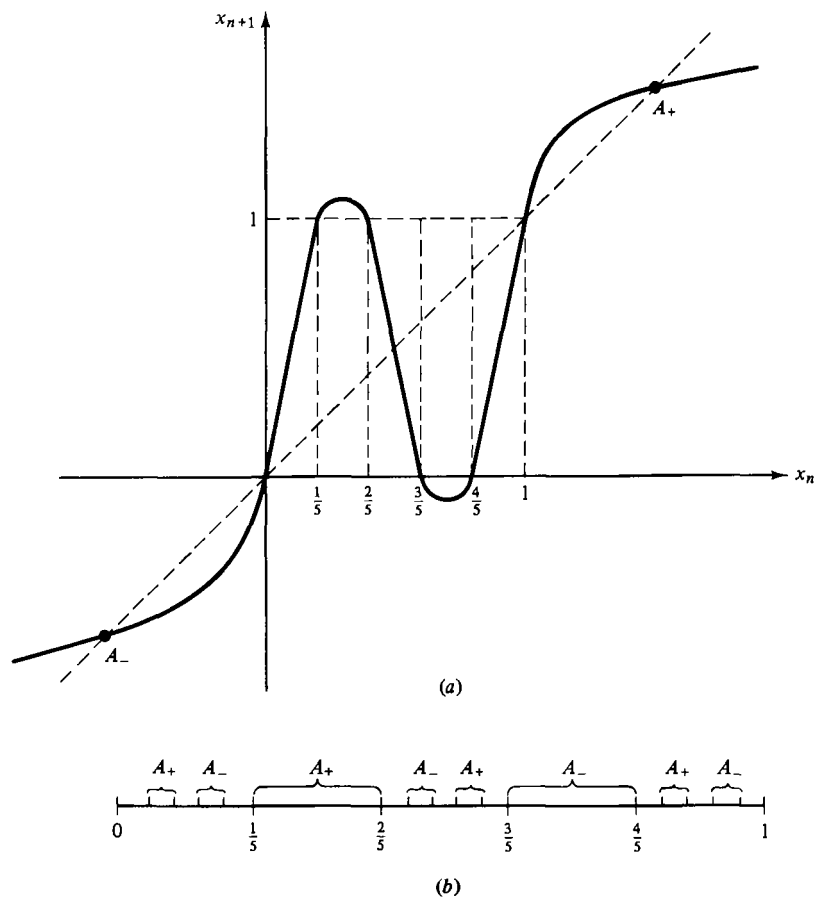 x_{n+1}
A_+
1
x_n
1/5 2/5 3/5 4/5 1
A_-
(a)
A_+ A_- A_+ A_- A_+ A_- A_+ A_-
0 1/5 2/5 3/5 4/5 1
(b)